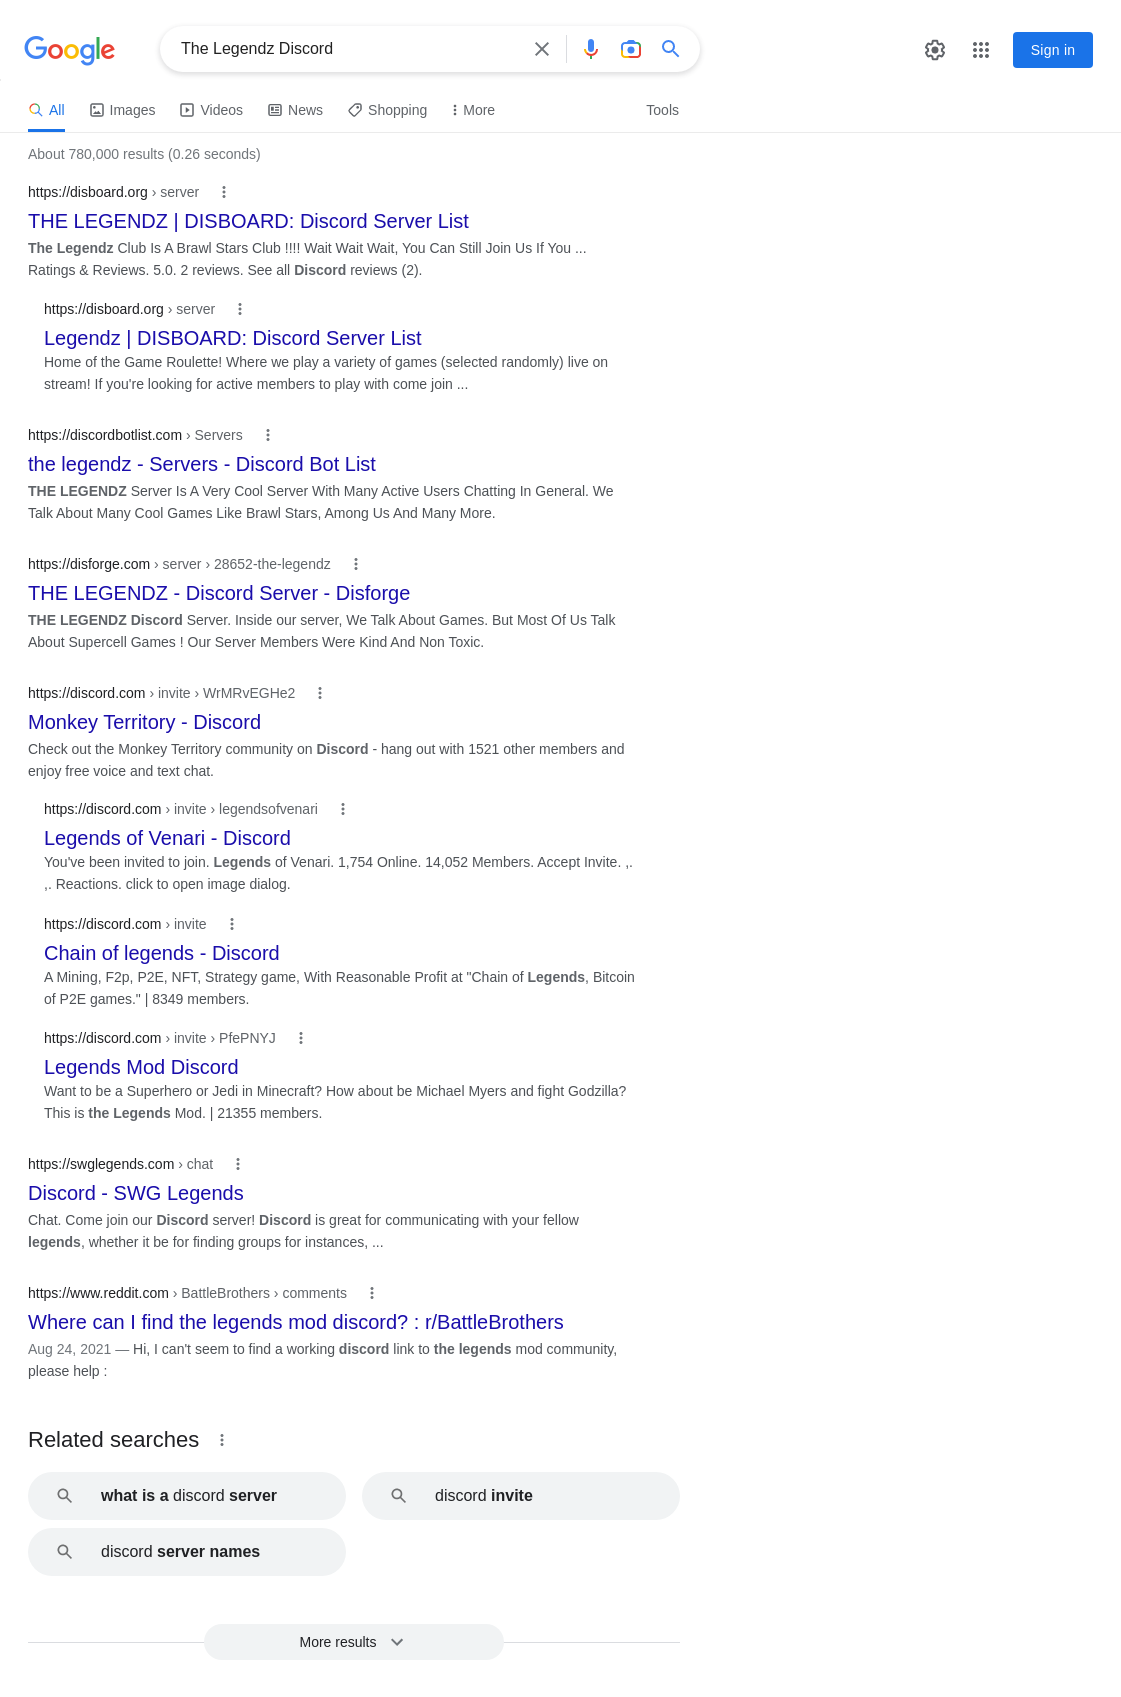 Google
The Legendz Discord
Sign in
All Images Videos News Shopping More Tools
About 780,000 results (0.26 seconds)
https://disboard.org › server
THE LEGENDZ | DISBOARD: Discord Server List
The Legendz Club Is A Brawl Stars Club !!!! Wait Wait Wait, You Can Still Join Us If You ...
Ratings & Reviews. 5.0. 2 reviews. See all Discord reviews (2).
https://disboard.org › server
Legendz | DISBOARD: Discord Server List
Home of the Game Roulette! Where we play a variety of games (selected randomly) live on
stream! If you're looking for active members to play with come join ...
https://discordbotlist.com › Servers
the legendz - Servers - Discord Bot List
THE LEGENDZ Server Is A Very Cool Server With Many Active Users Chatting In General. We
Talk About Many Cool Games Like Brawl Stars, Among Us And Many More.
https://disforge.com › server › 28652-the-legendz
THE LEGENDZ - Discord Server - Disforge
THE LEGENDZ Discord Server. Inside our server, We Talk About Games. But Most Of Us Talk
About Supercell Games ! Our Server Members Were Kind And Non Toxic.
https://discord.com › invite › WrMRvEGHe2
Monkey Territory - Discord
Check out the Monkey Territory community on Discord - hang out with 1521 other members and
enjoy free voice and text chat.
https://discord.com › invite › legendsofvenari
Legends of Venari - Discord
You've been invited to join. Legends of Venari. 1,754 Online. 14,052 Members. Accept Invite. ,.
,. Reactions. click to open image dialog.
https://discord.com › invite
Chain of legends - Discord
A Mining, F2p, P2E, NFT, Strategy game, With Reasonable Profit at "Chain of Legends, Bitcoin
of P2E games." | 8349 members.
https://discord.com › invite › PfePNYJ
Legends Mod Discord
Want to be a Superhero or Jedi in Minecraft? How about be Michael Myers and fight Godzilla?
This is the Legends Mod. | 21355 members.
https://swglegends.com › chat
Discord - SWG Legends
Chat. Come join our Discord server! Discord is great for communicating with your fellow
legends, whether it be for finding groups for instances, ...
https://www.reddit.com › BattleBrothers › comments
Where can I find the legends mod discord? : r/BattleBrothers
Aug 24, 2021 — Hi, I can't seem to find a working discord link to the legends mod community,
please help :
Related searches
what is a discord server
discord invite
discord server names
More results